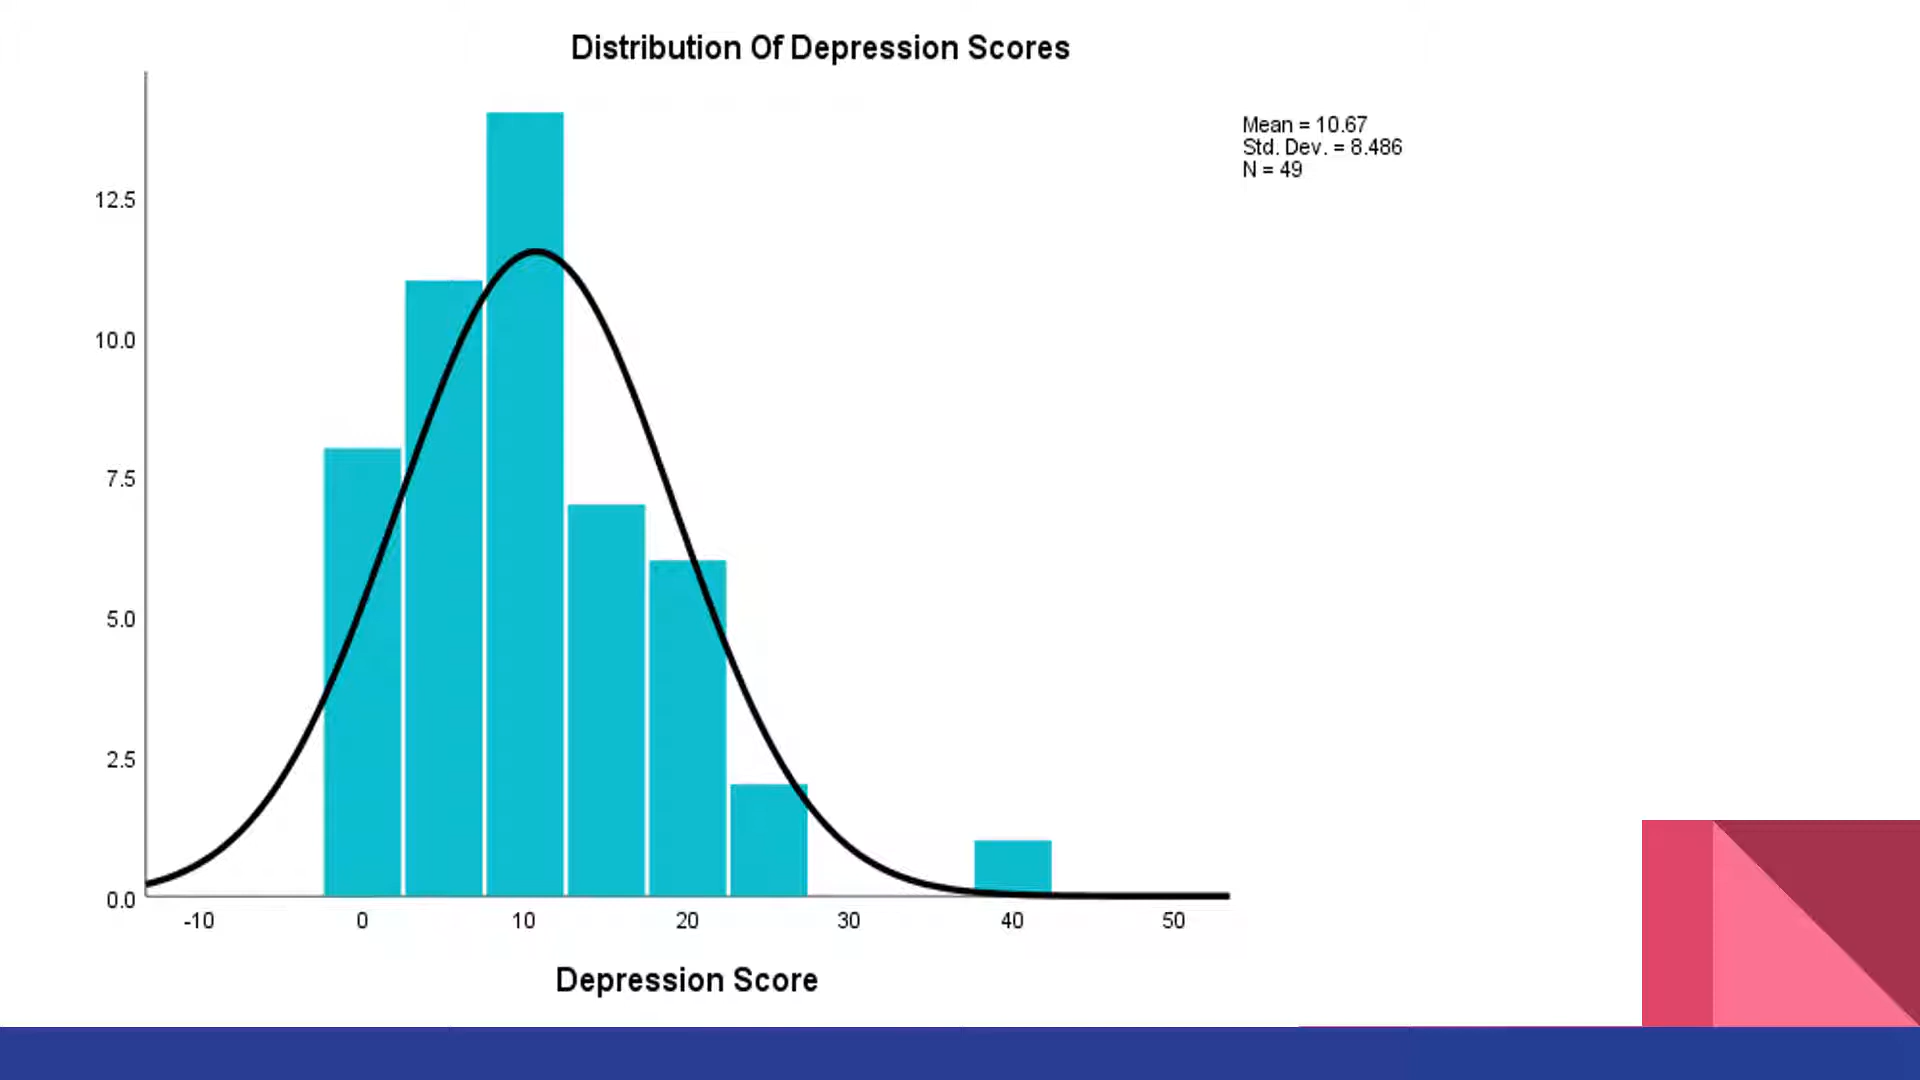 Distribution Of Depression Scores
Mean = 10.67
Std. Dev. = 8.486
N = 49
12.5
10.0
7.5
5.0
2.5
0.0
-10 0 10 20 30 40 50
Depression Score